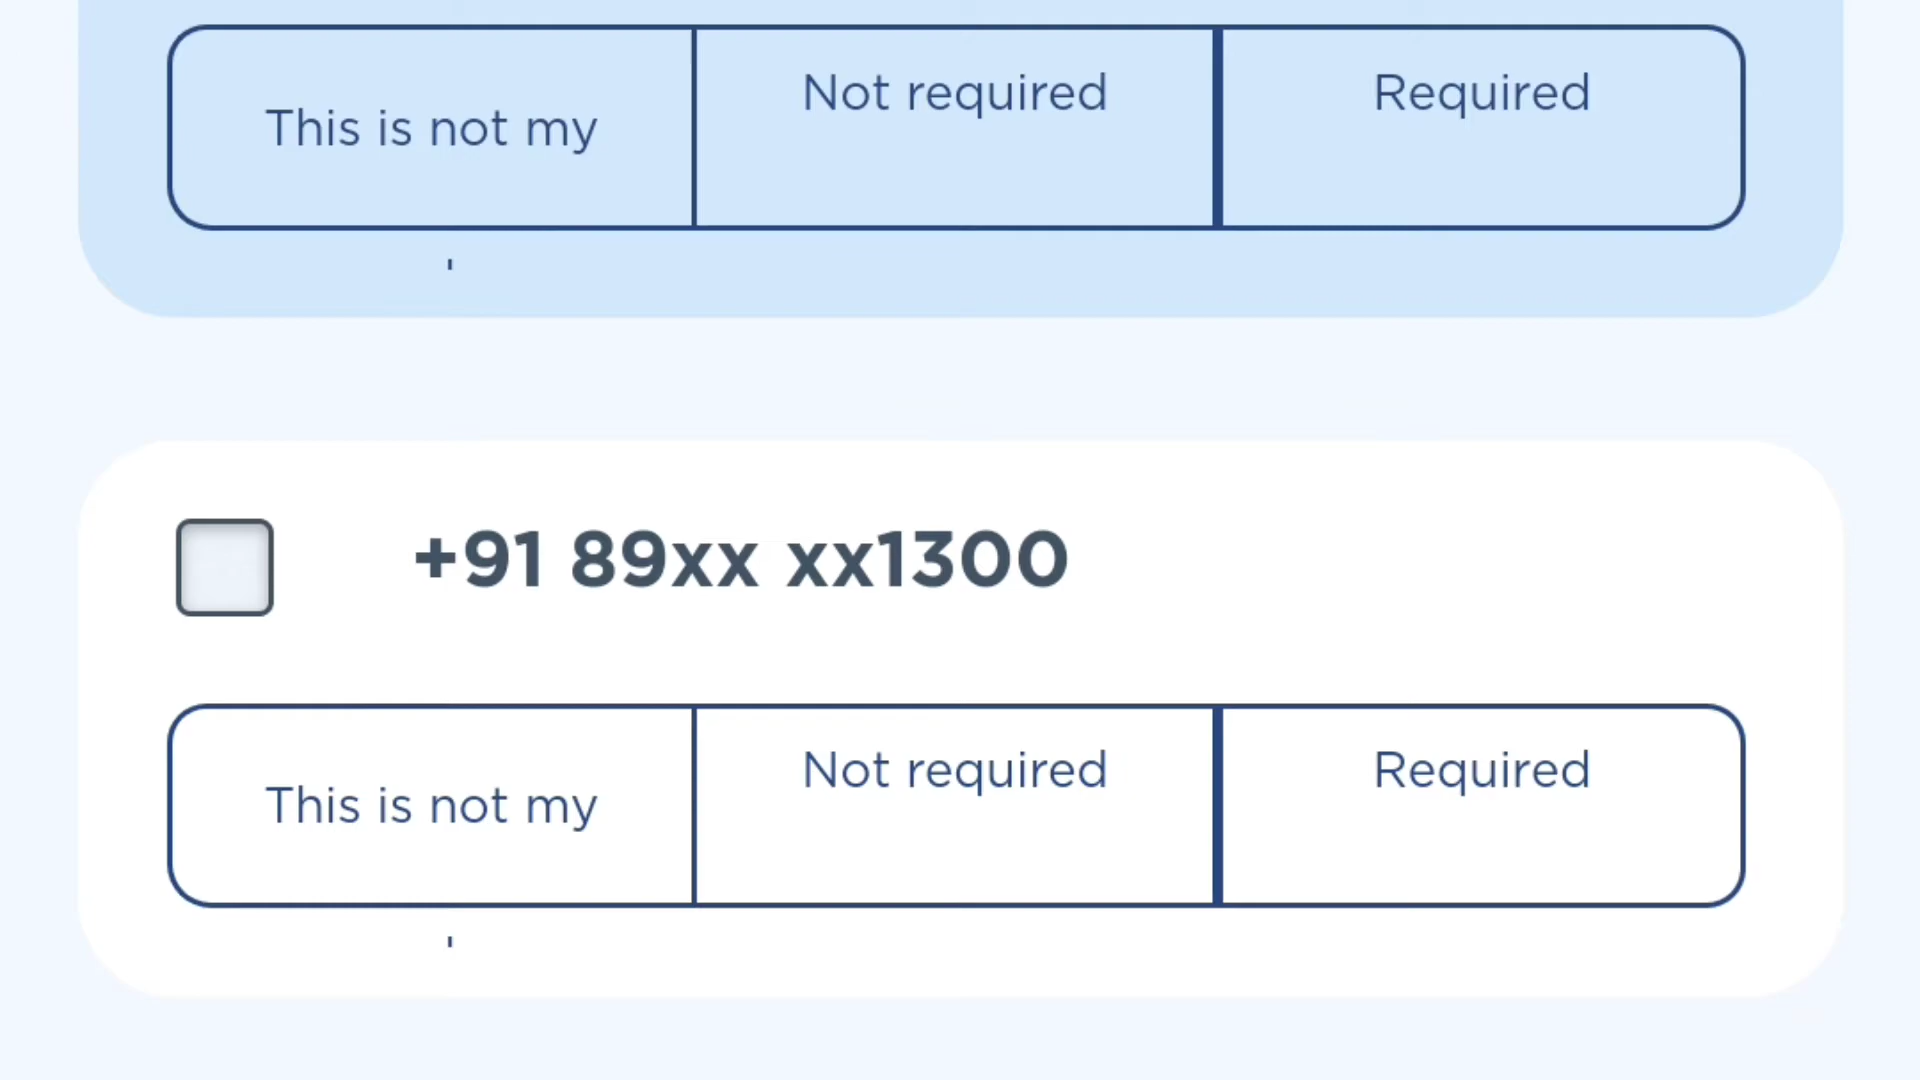 This is not my
Not required
Required
+91 89xx xx1300
This is not my
Not required
Required